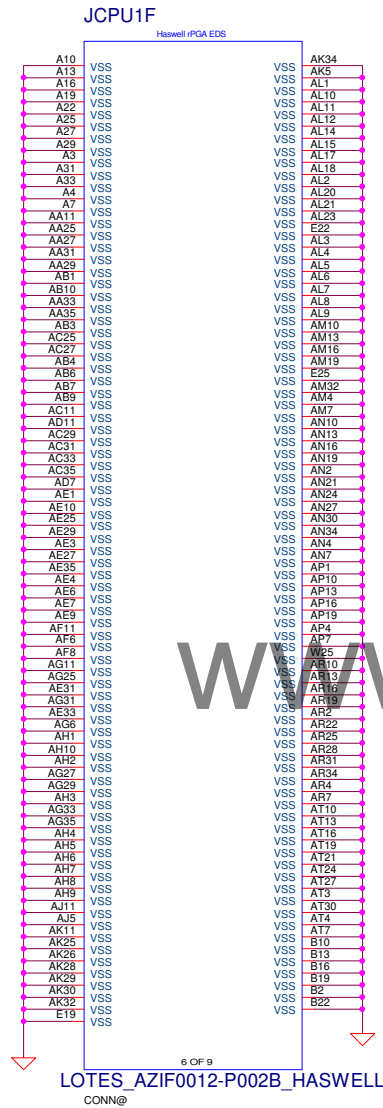 JCPU1F
Haswell rPGA EDS
A10 VSS VSS AK34
A13 VSS VSS AK5
A16 VSS VSS AL1
A19 VSS VSS AL10
A22 VSS VSS AL11
A25 VSS VSS AL12
A27 VSS VSS AL14
A29 VSS VSS AL15
A3 VSS VSS AL17
A31 VSS VSS AL18
A33 VSS VSS AL2
A4 VSS VSS AL20
A7 VSS VSS AL21
AA11 VSS VSS AL23
AA25 VSS VSS E22
AA27 VSS VSS AL3
AA31 VSS VSS AL4
AA29 VSS VSS AL5
AB1 VSS VSS AL6
AB10 VSS VSS AL7
AA33 VSS VSS AL8
AA35 VSS VSS AL9
AB3 VSS VSS AM10
AC25 VSS VSS AM13
AC27 VSS VSS AM16
AB4 VSS VSS AM19
AB6 VSS VSS E25
AB7 VSS VSS AM32
AB9 VSS VSS AM4
AC11 VSS VSS AM7
AD11 VSS VSS AN10
AC29 VSS VSS AN13
AC31 VSS VSS AN16
AC33 VSS VSS AN19
AC35 VSS VSS AN2
AD7 VSS VSS AN21
AE1 VSS VSS AN24
AE10 VSS VSS AN27
AE25 VSS VSS AN30
AE29 VSS VSS AN34
AE3 VSS VSS AN4
AE27 VSS VSS AN7
AE35 VSS VSS AP1
AE4 VSS VSS AP10
AE6 VSS VSS AP13
AE7 VSS VSS AP16
AE9 VSS VSS AP19
AF11 VSS VSS AP4
AF6 VSS VSS AP7
AF8 VSS VSS W25
AG11 VSS VSS AR10
AG25 VSS VSS AR13
AE31 VSS VSS AR16
AG31 VSS VSS AR19
AE33 VSS VSS AR2
AG6 VSS VSS AR22
AH1 VSS VSS AR25
AH10 VSS VSS AR28
AH2 VSS VSS AR31
AG27 VSS VSS AR34
AG29 VSS VSS AR4
AH3 VSS VSS AR7
AG33 VSS VSS AT10
AG35 VSS VSS AT13
AH4 VSS VSS AT16
AH5 VSS VSS AT19
AH6 VSS VSS AT21
AH7 VSS VSS AT24
AH8 VSS VSS AT27
AH9 VSS VSS AT3
AJ11 VSS VSS AT30
AJ5 VSS VSS AT4
AK11 VSS VSS AT7
AK25 VSS VSS B10
AK26 VSS VSS B13
AK28 VSS VSS B16
AK29 VSS VSS B19
AK30 VSS VSS B2
AK32 VSS VSS B22
E19 VSS
6 OF 9
LOTES_AZIF0012-P002B_HASWELL
CONN@